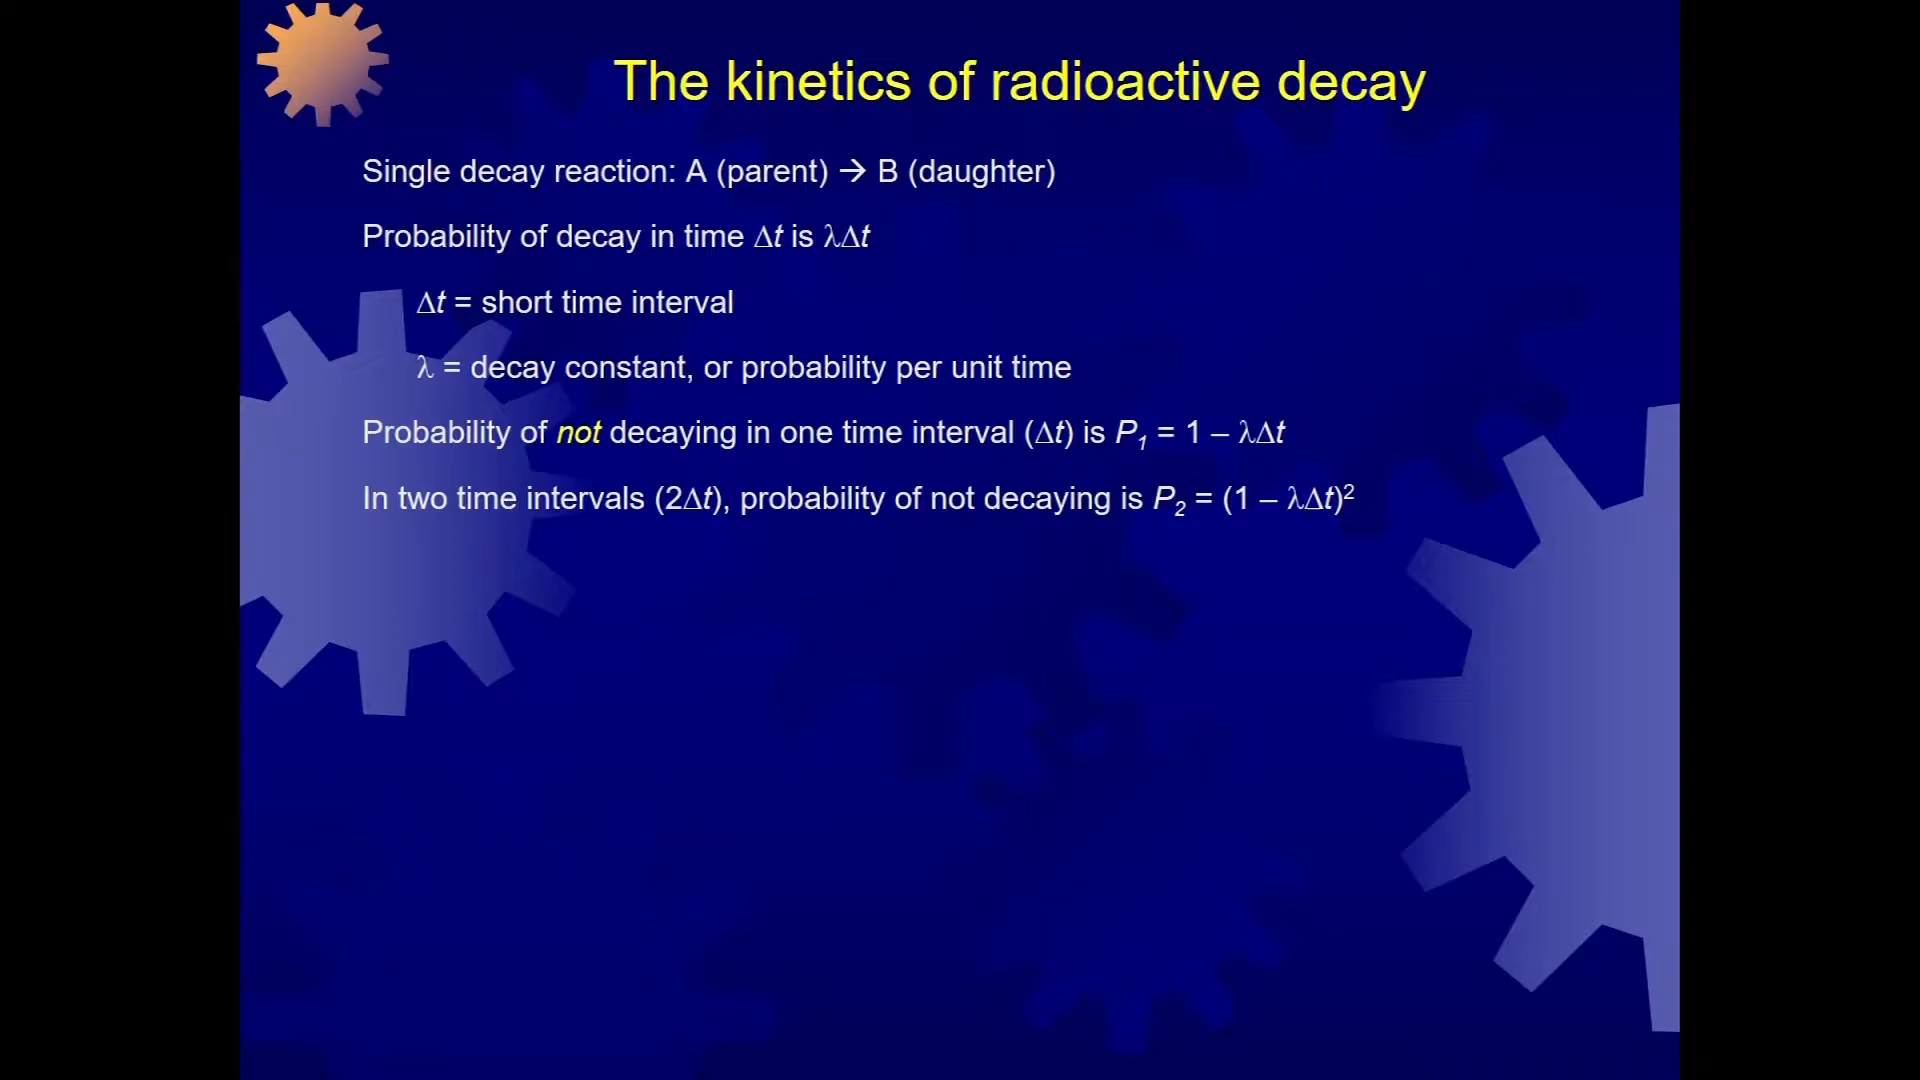 The kinetics of radioactive decay
Single decay reaction: A (parent) → B (daughter)
Probability of decay in time Δt is λΔt
Δt = short time interval
λ = decay constant, or probability per unit time
Probability of not decaying in one time interval (Δt) is P₁ = 1 – λΔt
In two time intervals (2Δt), probability of not decaying is P₂ = (1 – λΔt)²